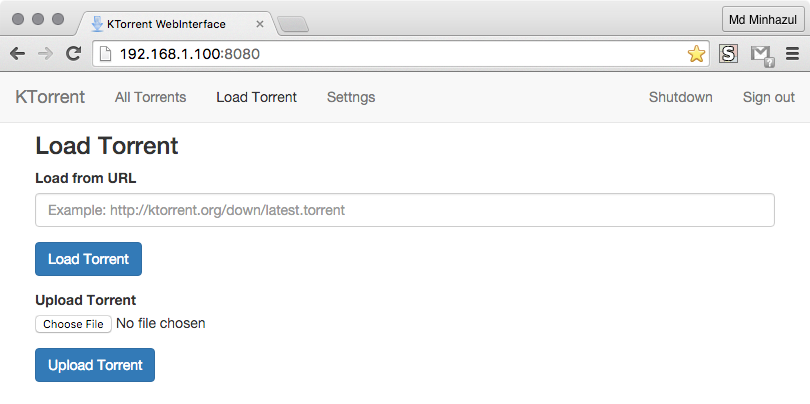 KTorrent WebInterface
Md Minhazul
192.168.1.100:8080
S
KTorrent All Torrents Load Torrent Settngs Shutdown Sign out
Load Torrent
Load from URL
Example: http://ktorrent.org/down/latest.torrent
Load Torrent
Upload Torrent
Choose File No file chosen
Upload Torrent